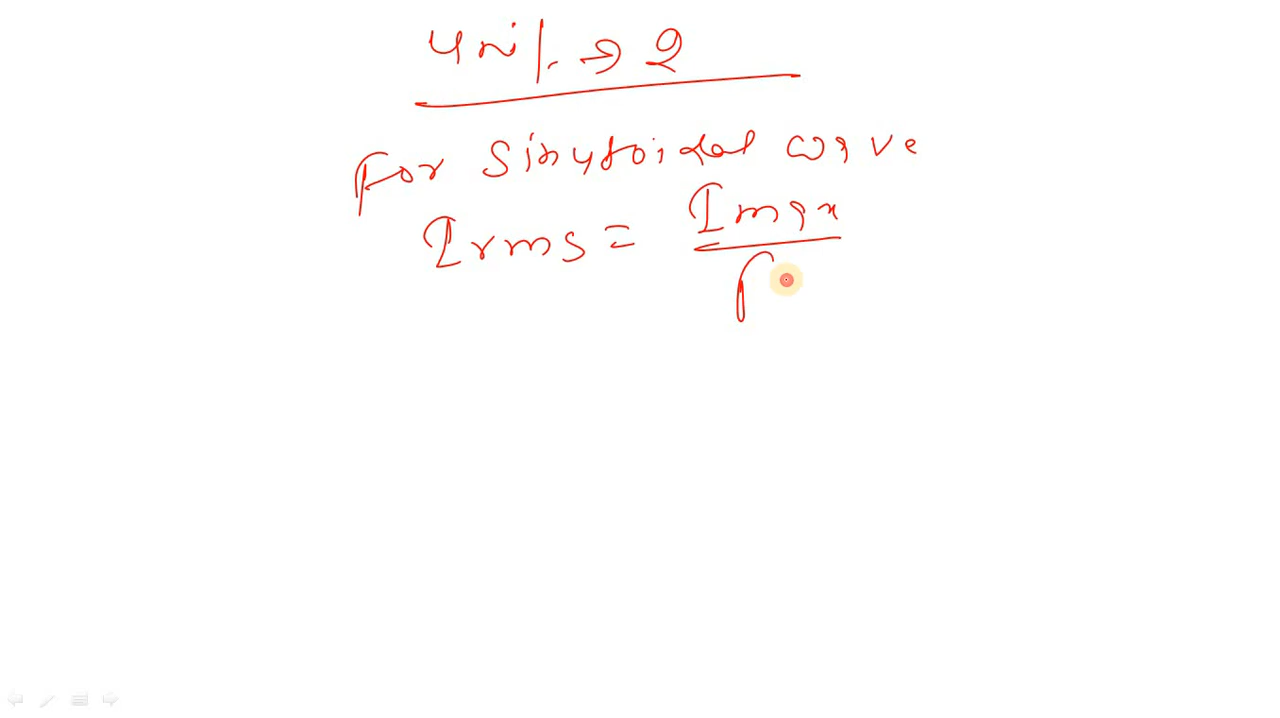 Unit → 2
For Sinusoidal wave
Irms = Imax / √